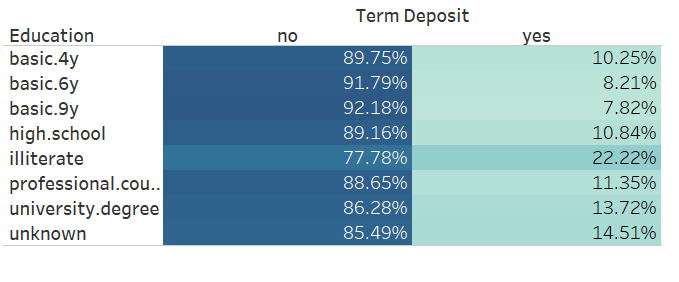 Term Deposit
Education no yes
basic.4y 89.75% 10.25%
basic.6y 91.79% 8.21%
basic.9y 92.18% 7.82%
high.school 89.16% 10.84%
illiterate 77.78% 22.22%
professional.cou.. 88.65% 11.35%
university.degree 86.28% 13.72%
unknown 85.49% 14.51%